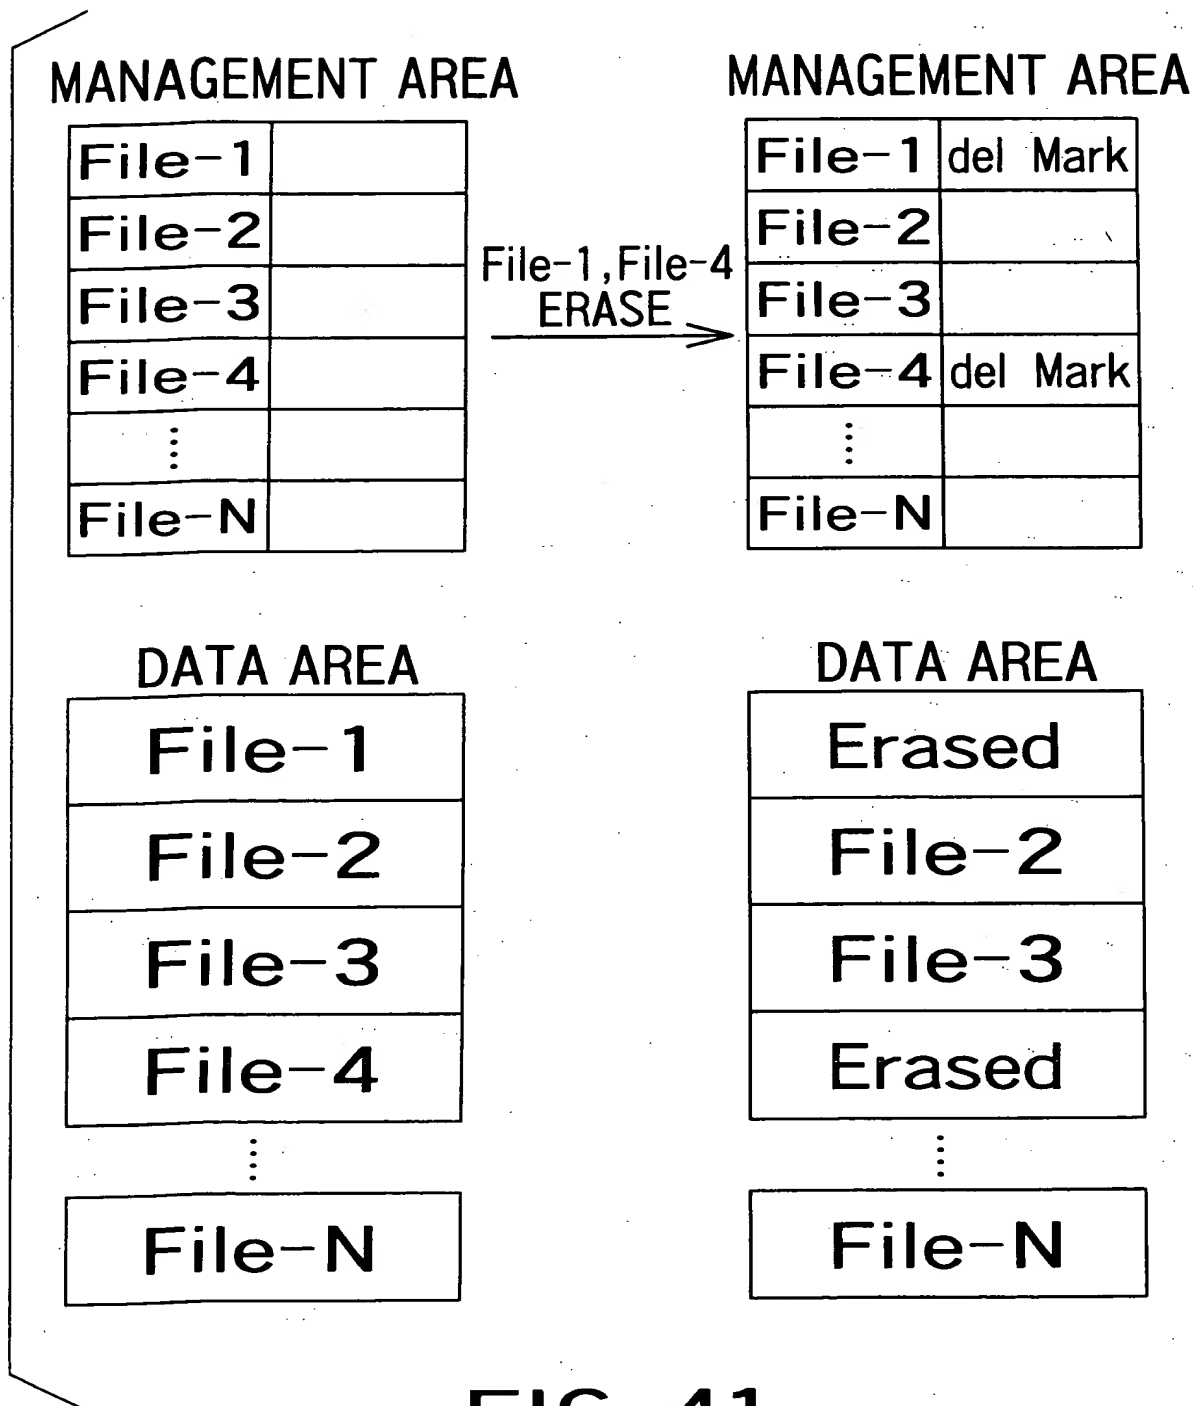 MANAGEMENT AREA
File-1
File-2
File-3
File-4
File-N
File-1,File-4
ERASE
MANAGEMENT AREA
File-1 del Mark
File-2
File-3
File-4 del Mark
File-N
DATA AREA
File-1
File-2
File-3
File-4
File-N
DATA AREA
Erased
File-2
File-3
Erased
File-N